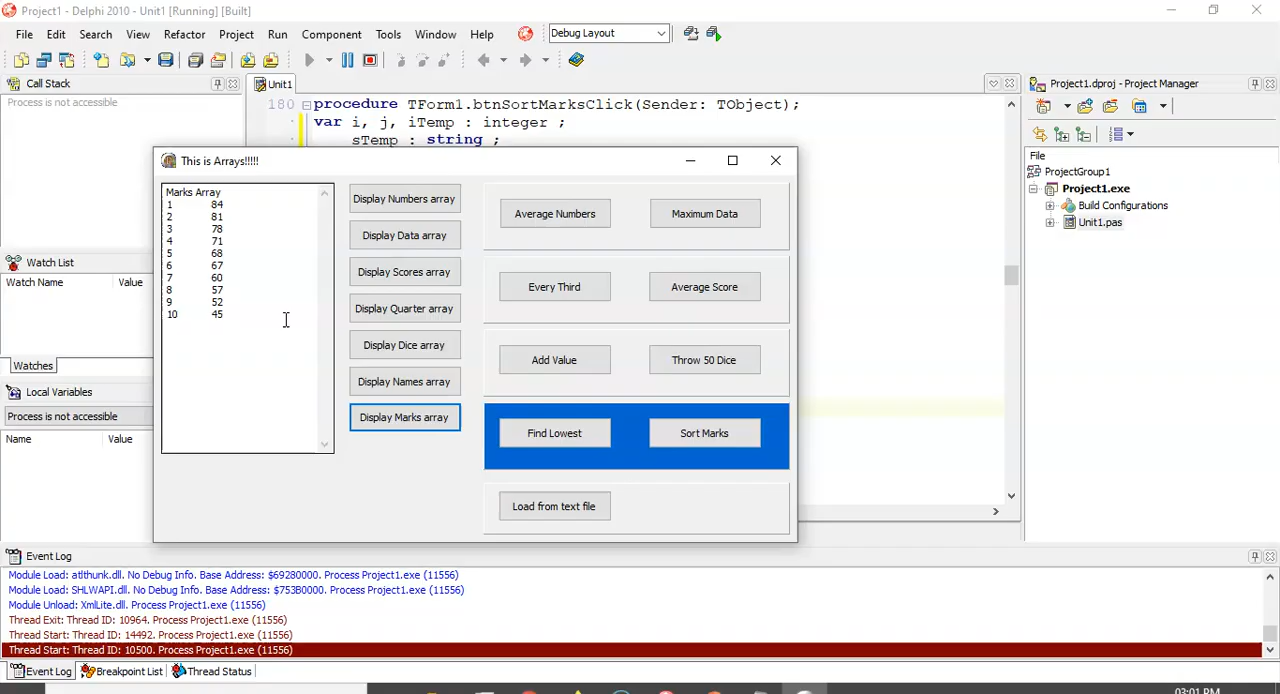 Project1 - Delphi 2010 - Unit1 [Running] [Built]
File Edit Search View Refactor Project Run Component Tools Window Help Debug Layout
Call Stack
Process is not accessible
Unit1
180 procedure TForm1.btnSortMarksClick(Sender: TObject);
var i, j, iTemp : integer ;
sTemp : string ;
Project1.dproj - Project Manager
File
ProjectGroup1
Project1.exe
Build Configurations
Unit1.pas
This is Arrays!!!!!
Marks Array
1 84
2 81
3 78
4 71
5 68
6 67
7 60
8 57
9 52
10 45
Display Numbers array
Display Data array
Display Scores array
Display Quarter array
Display Dice array
Display Names array
Display Marks array
Average Numbers Maximum Data
Every Third Average Score
Add Value Throw 50 Dice
Find Lowest Sort Marks
Load from text file
Watch List
Watch Name Value
Watches
Local Variables
Process is not accessible
Name Value
Event Log
Module Load: atlthunk.dll. No Debug Info. Base Address: $69280000. Process Project1.exe (11556)
Module Load: SHLWAPI.dll. No Debug Info. Base Address: $753B0000. Process Project1.exe (11556)
Module Unload: XmlLite.dll. Process Project1.exe (11556)
Thread Exit: Thread ID: 10964. Process Project1.exe (11556)
Thread Start: Thread ID: 14492. Process Project1.exe (11556)
Thread Start: Thread ID: 10500. Process Project1.exe (11556)
Event Log Breakpoint List Thread Status
03:01 PM